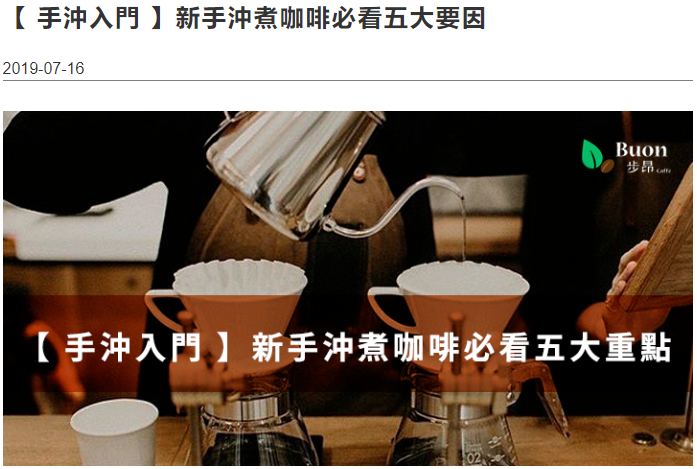 【 手沖入門 】新手沖煮咖啡必看五大要因
2019-07-16
Buon
步昂 Caffè
【 手沖入門 】新手沖煮咖啡必看五大重點
02